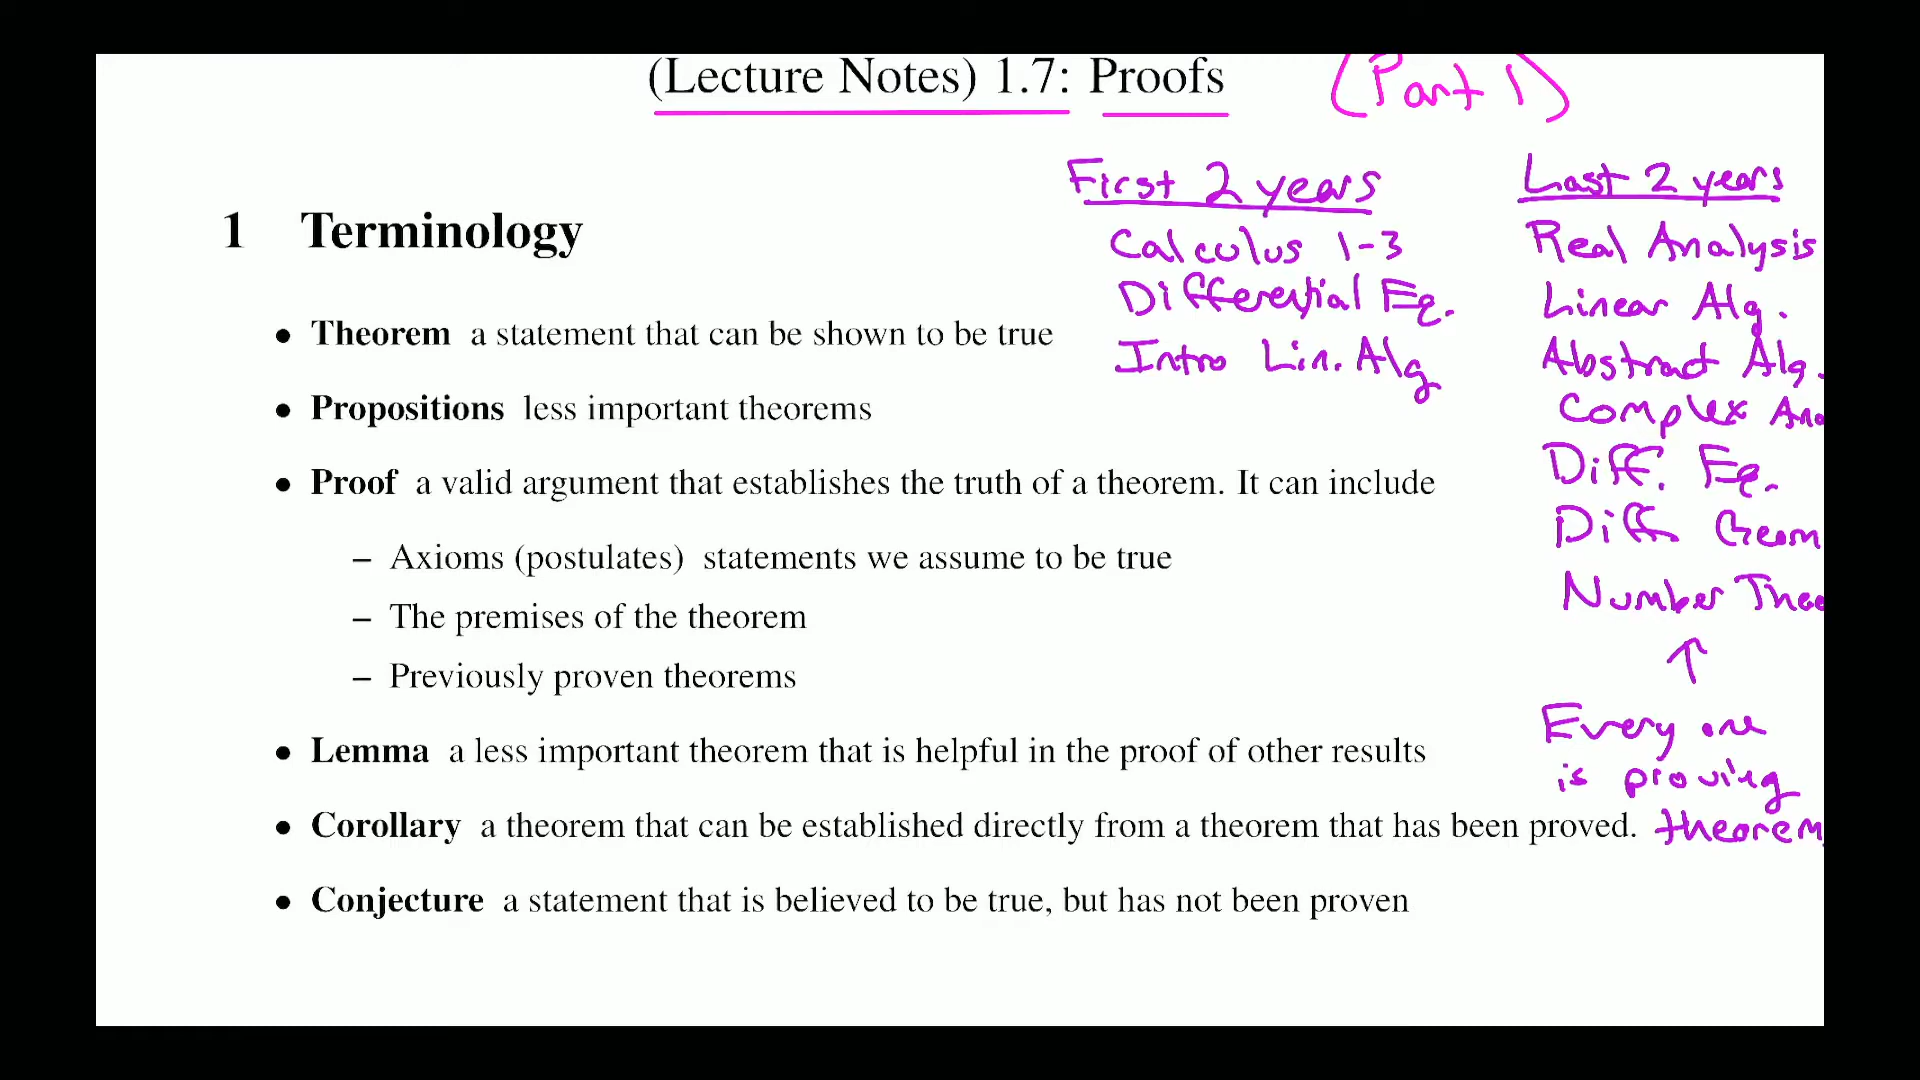 (Lecture Notes) 1.7: Proofs (Part 1)
1 Terminology
• Theorem a statement that can be shown to be true
• Propositions less important theorems
• Proof a valid argument that establishes the truth of a theorem. It can include
– Axioms (postulates) statements we assume to be true
– The premises of the theorem
– Previously proven theorems
• Lemma a less important theorem that is helpful in the proof of other results
• Corollary a theorem that can be established directly from a theorem that has been proved.
• Conjecture a statement that is believed to be true, but has not been proven
First 2 years
Calculus 1-3
Differential Eq.
Intro Lin. Alg
Last 2 years
Real Analysis
Linear Alg.
Abstract Alg.
Complex Ana
Diff. Eq.
Diff Geom
Number Theo
↑
Every one
is proving
theorem